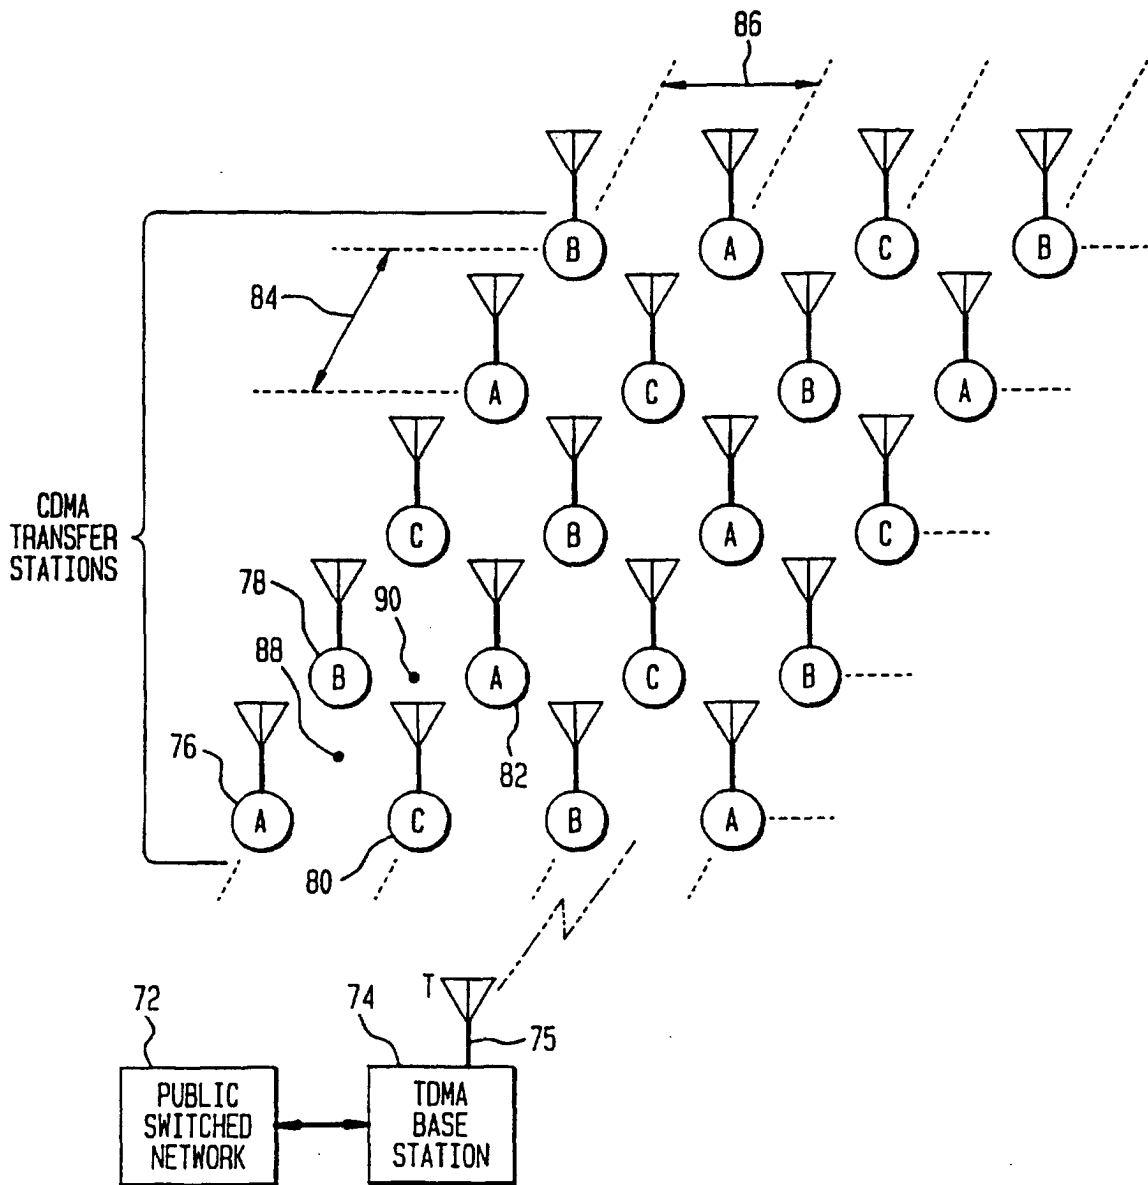 86
B A C B
84
A C B A
CDMA
TRANSFER
STATIONS
C B A C
78
90
88
B A C B
76
82
A C B A
80
72
74
T
75
PUBLIC
SWITCHED
NETWORK
TDMA
BASE
STATION